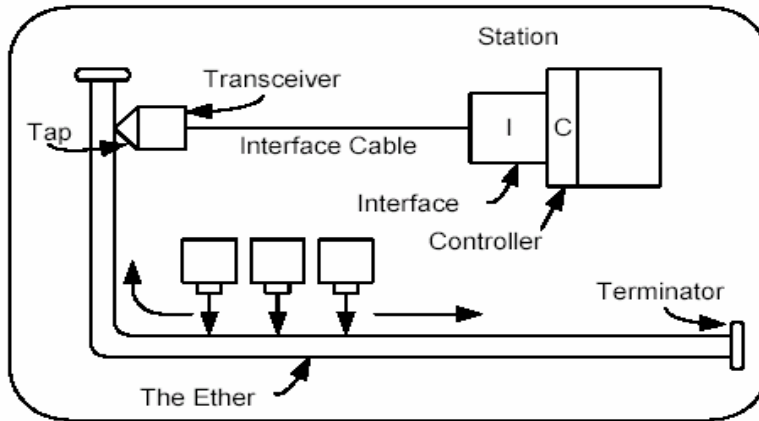 Station
Transceiver
Tap
Interface Cable
I
C
Interface
Controller
Terminator
The Ether